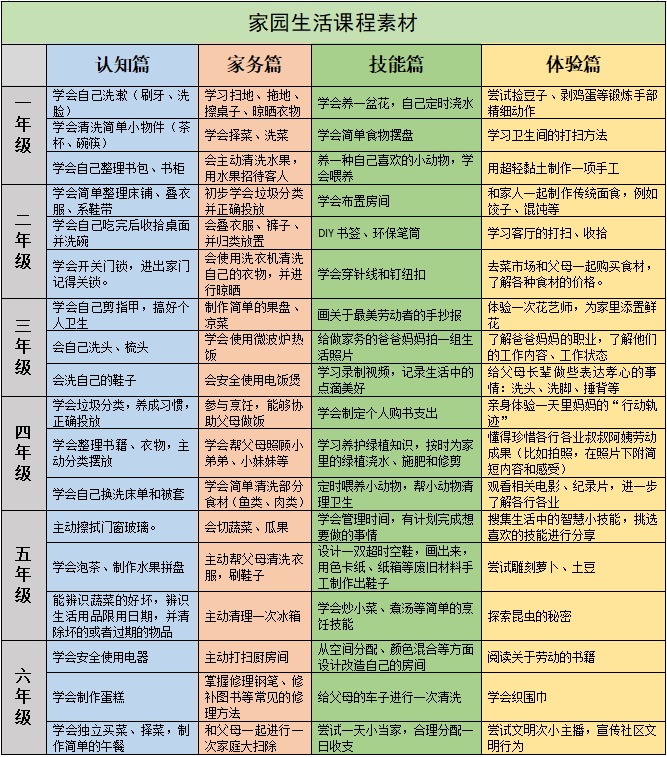 家园生活课程素材
认知篇 家务篇 技能篇 体验篇
一年级
学会自己洗漱（刷牙、洗
脸）
学习扫地、拖地、
擦桌子、晾晒衣物
学会养一盆花，自己定时浇水
尝试捡豆子、剥鸡蛋等锻炼手部
精细动作
学会清洗简单小物件（茶
杯、碗筷）
学会择菜、洗菜
学会简单食物摆盘
学习卫生间的打扫方法
学会自己整理书包、书柜
会主动清洗水果，
用水果招待客人
养一种自己喜欢的小动物，学
会喂养
用超轻黏土制作一项手工
二年级
学会简单整理床铺、叠衣
服、系鞋带
初步学会垃圾分类
并正确投放
学会布置房间
和家人一起制作传统面食，例如
饺子、馄饨等
学会自己吃完后收拾桌面
并洗碗
会叠衣服、裤子、
并归类放置
DIY 书签、环保笔筒
学习客厅的打扫、收拾
学会开关门锁，进出家门
记得关锁。
会使用洗衣机清洗
自己的衣物，并进
行晾晒
学会穿针线和钉纽扣
去菜市场和父母一起购买食材，
了解各种食材的价格。
三年级
学会自己剪指甲，搞好个
人卫生
制作简单的果盘、
凉菜
画关于最美劳动者的手抄报
体验一次花艺师，为家里添置鲜
花
会自己洗头、梳头
学会使用微波炉热
饭
给做家务的爸爸妈妈拍一组生
活照片
了解爸爸妈妈的职业，了解他们
的工作内容、工作状态
会洗自己的鞋子
会安全使用电饭煲
学习录制视频，记录生活中的
点滴美好
给父母长辈做些表达孝心的事
情：洗头、洗脚、捶背等
四年级
学会垃圾分类，养成习惯，
正确投放
参与烹饪，能够协
助父母做饭
学会制定个人购书支出
亲身体验一天里妈妈的“行动轨
迹”
学会整理书籍、衣物，主
动分类摆放
学会帮父母照顾小
弟弟、小妹妹等
学习养护绿植知识，按时为家
里的绿植浇水、施肥和修剪
懂得珍惜各行各业叔叔阿姨劳动
成果（比如拍照，在照片下附简
短内容和感受）
学会自己换洗床单和被套
学会简单清洗部分
食材（鱼类、肉类）
定时喂养小动物，帮小动物清
理卫生
观看相关电影、纪录片，进一步
了解各行各业
五年级
主动擦拭门窗玻璃。
会切蔬菜、瓜果
学会管理时间，有计划完成想
要做的事情
搜集生活中的智慧小技能，挑选
喜欢的技能进行分享
学会泡茶、制作水果拼盘
主动帮父母清洗衣
服，刷鞋子
设计一双超时空鞋，画出来，
用色卡纸、纸箱等废旧材料手
工制作出鞋子
尝试雕刻萝卜、土豆
能辨识蔬菜的好坏，辨识
生活用品限用日期，并清
除坏的或者过期的物品
主动清理一次冰箱
学会炒小菜、煮汤等简单的烹
饪技能
探索昆虫的秘密
六年级
学会安全使用电器
主动打扫厨房间
从空间分配、颜色混合等方面
设计改造自己的房间
阅读关于劳动的书籍
学会制作蛋糕
掌握修理钢笔、修
补图书等常见的修
理方法
给父母的车子进行一次清洗
学会织围巾
学会独立买菜、择菜，制
作简单的午餐
和父母一起进行一
次家庭大扫除
尝试一天小当家，合理分配一
日收支
尝试文明次小主播，宣传社区文
明行为